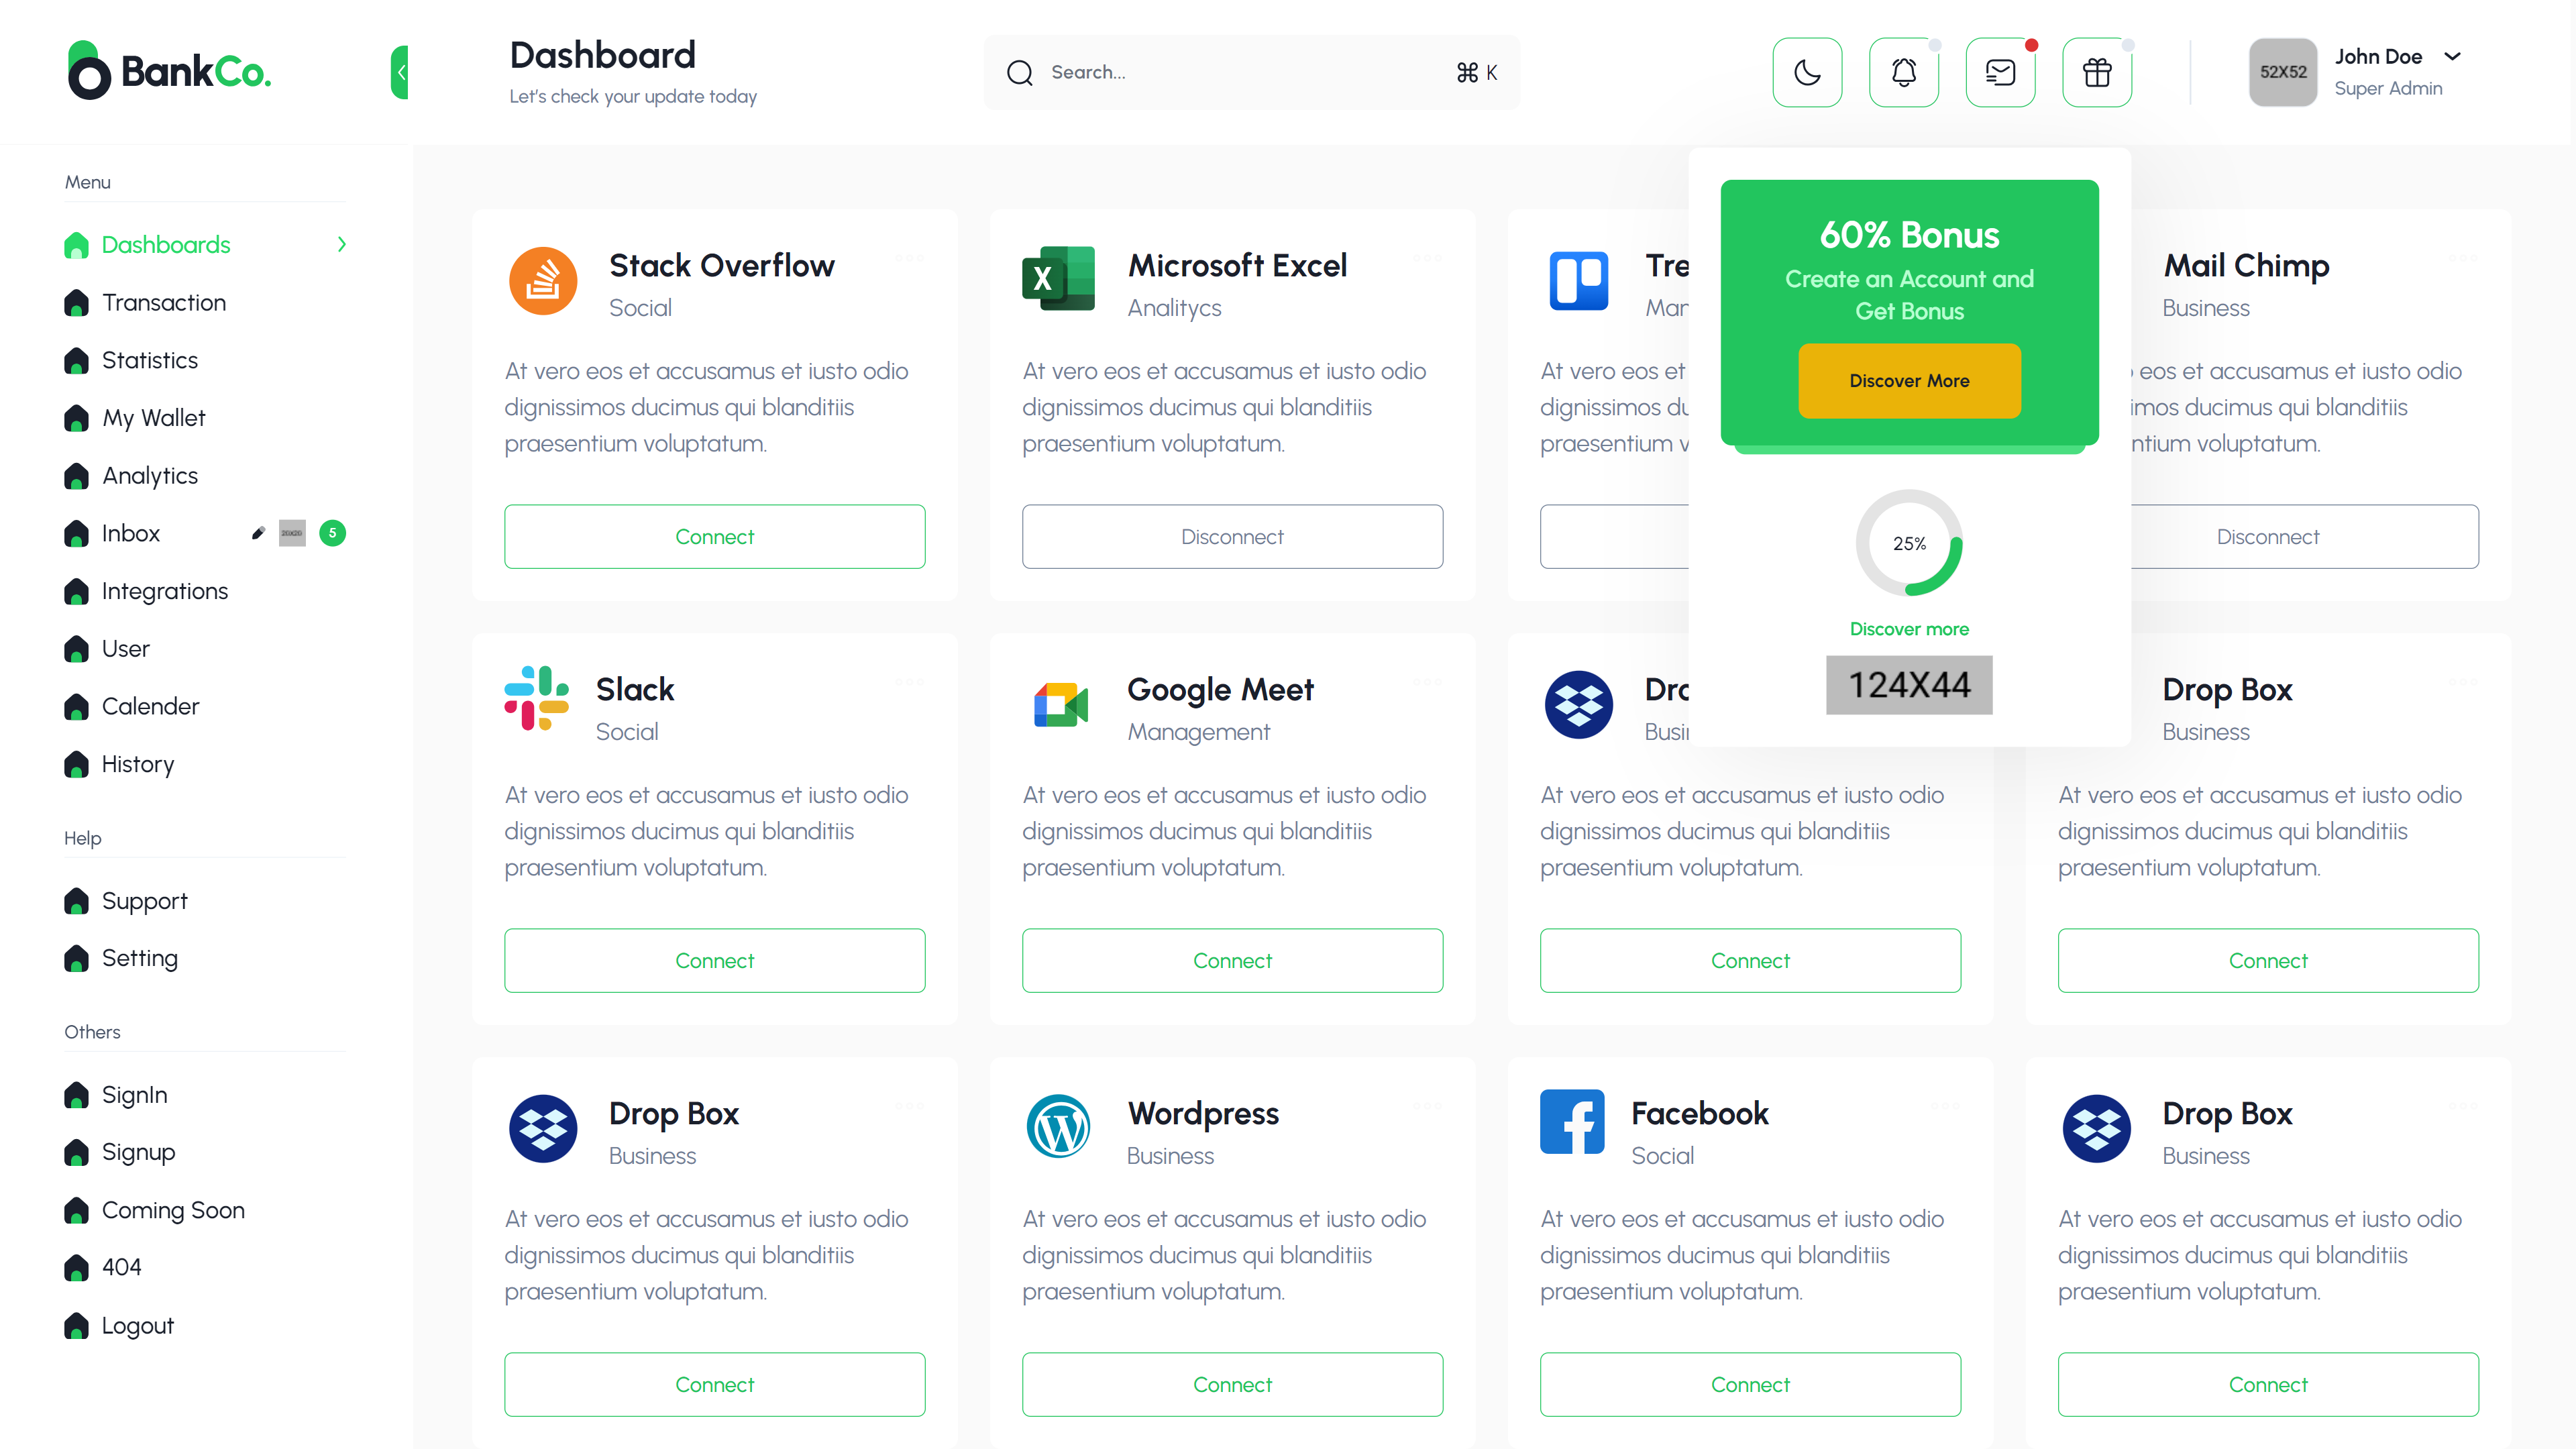 BankCo.
Dashboard
Let's check your update today
Search...
⌘ K
52X52
John Doe
Super Admin
Menu
Dashboards
Transaction
Statistics
My Wallet
Analytics
Inbox
5
Integrations
User
Calender
History
Help
Support
Setting
Others
SignIn
Signup
Coming Soon
404
Logout
Stack Overflow
Social
At vero eos et accusamus et iusto odio
dignissimos ducimus qui blanditiis
praesentium voluptatum.
Connect
Microsoft Excel
Analitycs
At vero eos et accusamus et iusto odio
dignissimos ducimus qui blanditiis
praesentium voluptatum.
Disconnect
Tre
Man
At vero eos et
dignissimos du
praesentium v
60% Bonus
Create an Account and
Get Bonus
Discover More
25%
Discover more
124X44
Mail Chimp
Business
eos et accusamus et iusto odio
imos ducimus qui blanditiis
ntium voluptatum.
Disconnect
Slack
Social
At vero eos et accusamus et iusto odio
dignissimos ducimus qui blanditiis
praesentium voluptatum.
Connect
Google Meet
Management
At vero eos et accusamus et iusto odio
dignissimos ducimus qui blanditiis
praesentium voluptatum.
Connect
Dro
Busin
At vero eos et accusamus et iusto odio
dignissimos ducimus qui blanditiis
praesentium voluptatum.
Connect
Drop Box
Business
At vero eos et accusamus et iusto odio
dignissimos ducimus qui blanditiis
praesentium voluptatum.
Connect
Drop Box
Business
At vero eos et accusamus et iusto odio
dignissimos ducimus qui blanditiis
praesentium voluptatum.
Connect
Wordpress
Business
At vero eos et accusamus et iusto odio
dignissimos ducimus qui blanditiis
praesentium voluptatum.
Connect
Facebook
Social
At vero eos et accusamus et iusto odio
dignissimos ducimus qui blanditiis
praesentium voluptatum.
Connect
Drop Box
Business
At vero eos et accusamus et iusto odio
dignissimos ducimus qui blanditiis
praesentium voluptatum.
Connect